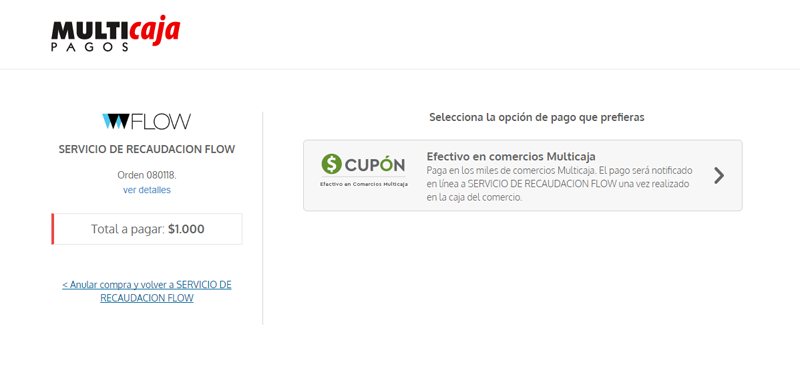 MULTIcaja
PAGOS
FLOW
SERVICIO DE RECAUDACION FLOW
Orden 080118.
ver detalles
Total a pagar: $1.000
< Anular compra y volver a SERVICIO DE
RECAUDACION FLOW
Selecciona la opción de pago que prefieras
$ CUPÓN
Efectivo en Comercios Multicaja
Efectivo en comercios Multicaja
Paga en los miles de comercios Multicaja. El pago será notificado
en línea a SERVICIO DE RECAUDACION FLOW una vez realizado
en la caja del comercio.